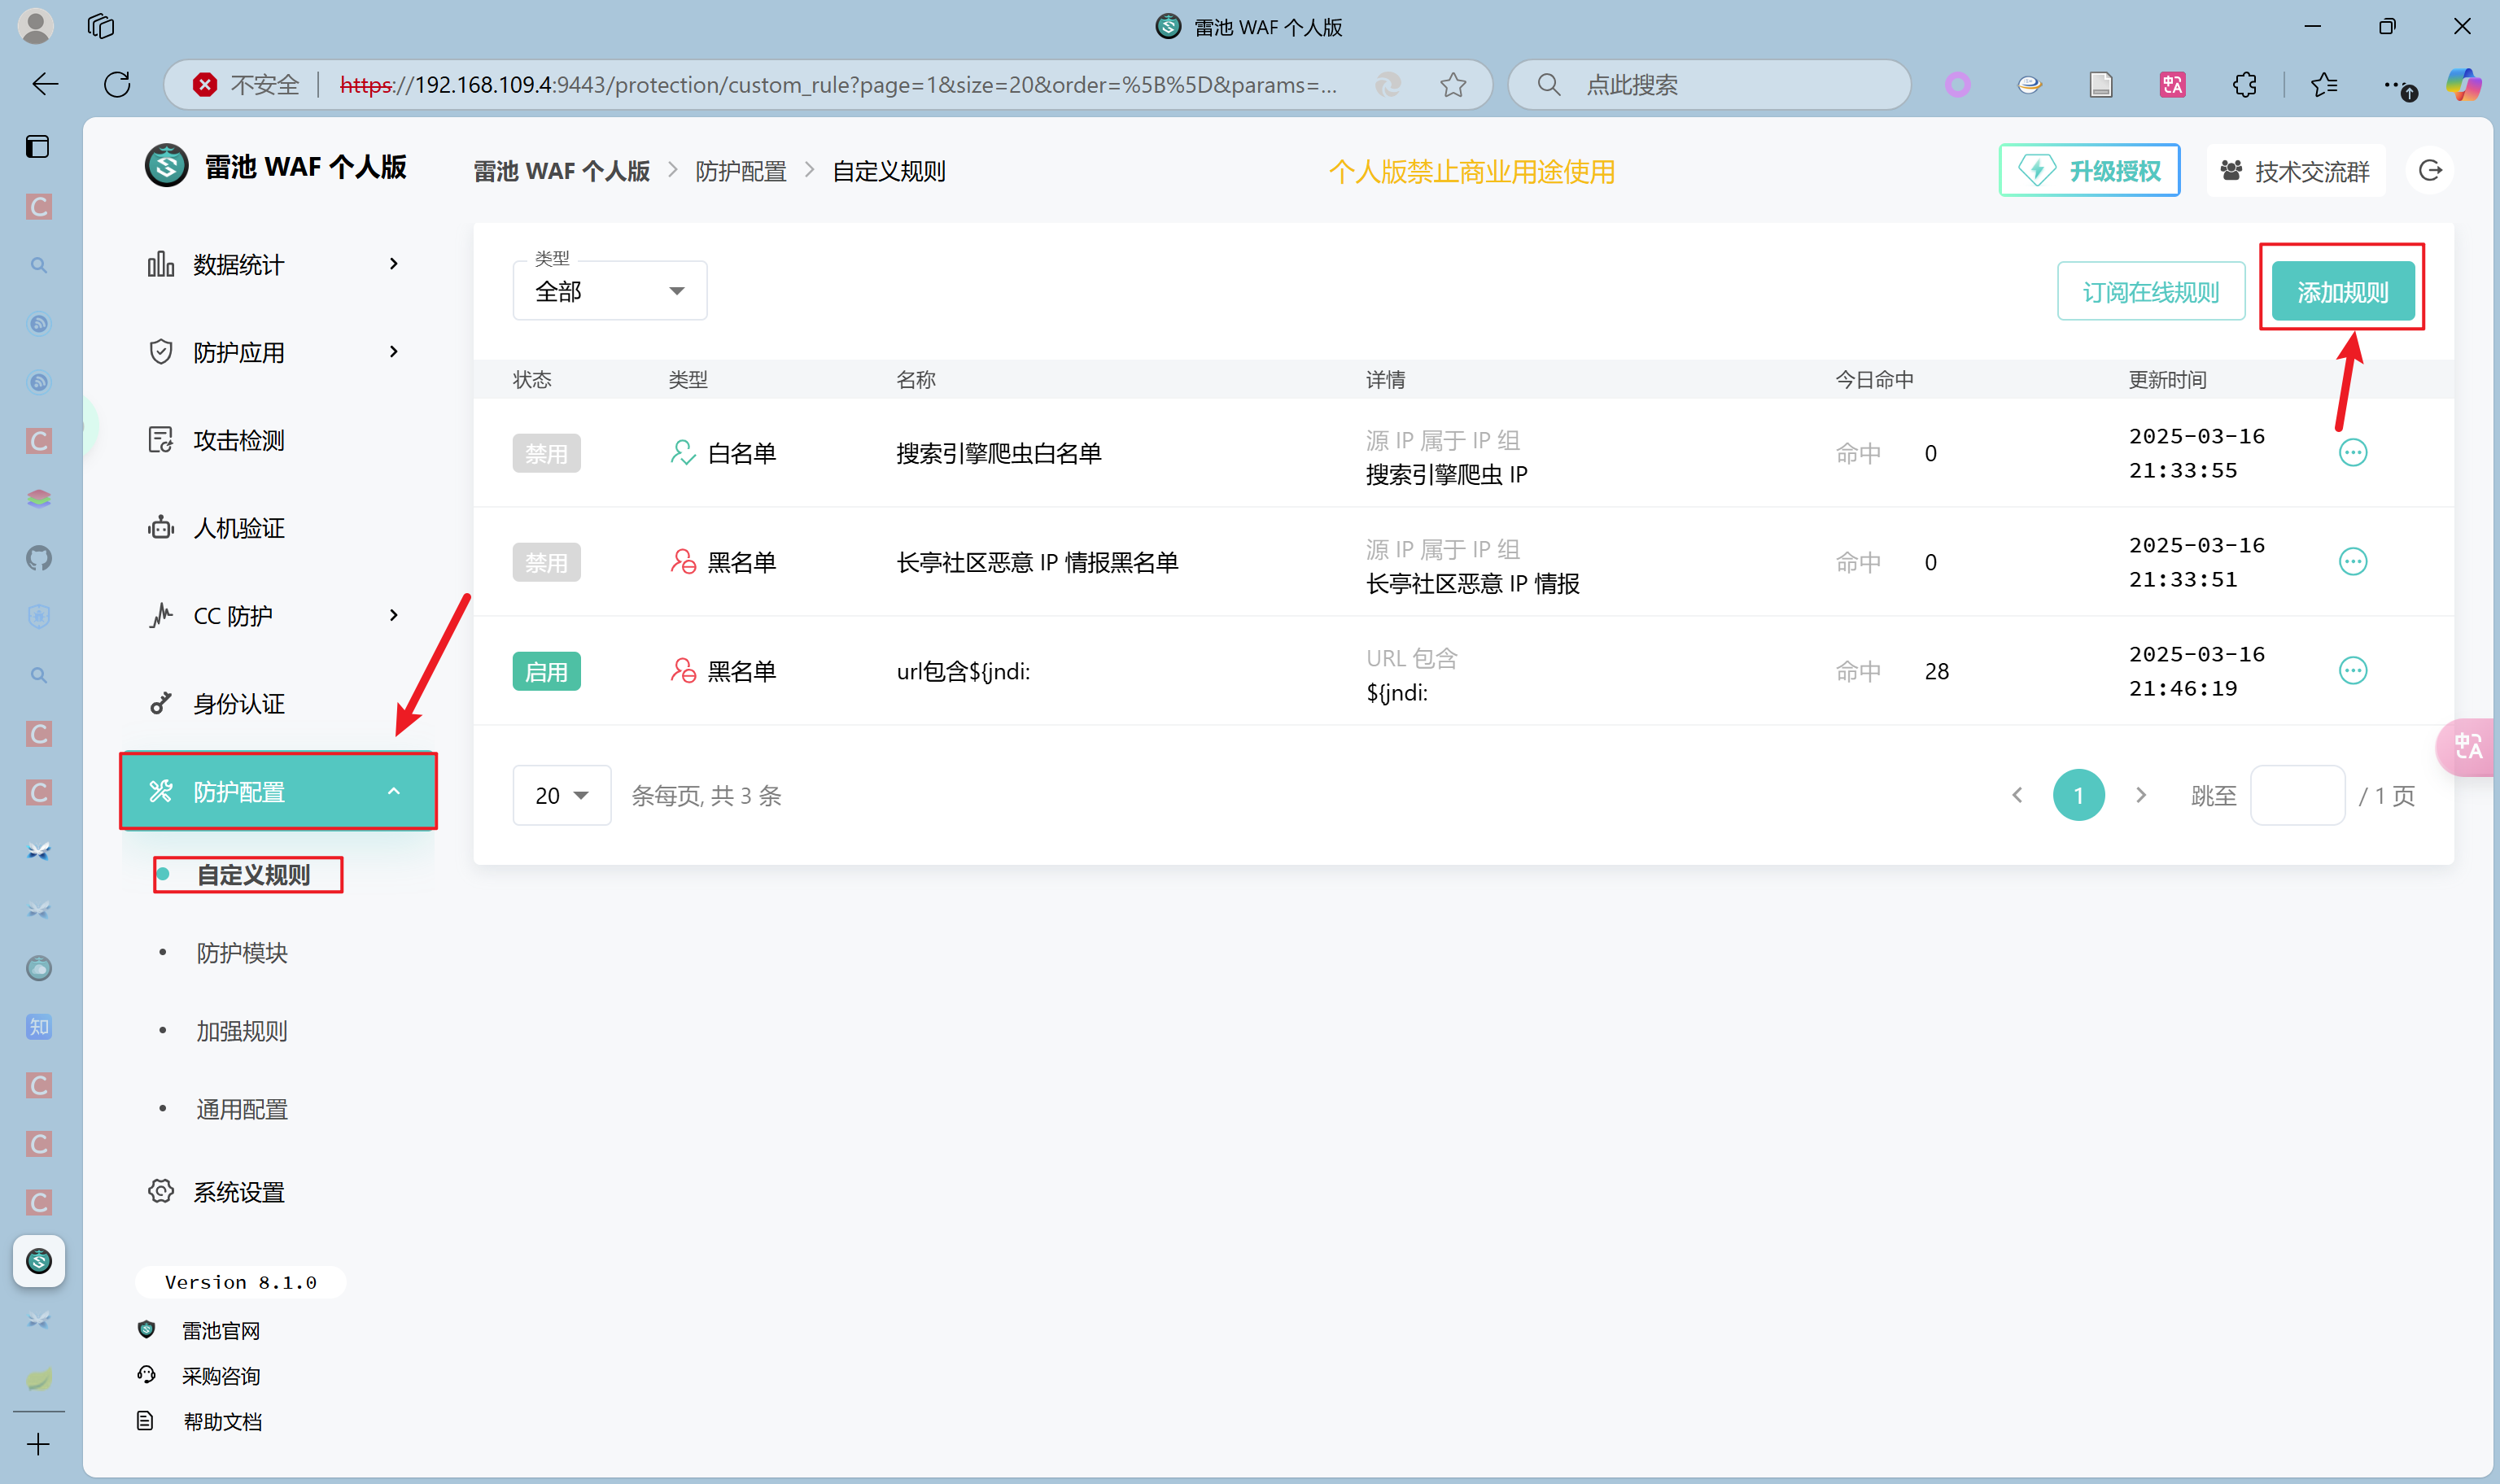 雷池 WAF 个人版
不安全
https://192.168.109.4:9443/protection/custom_rule?page=1&size=20&order=%5B%5D&params=...
点此搜索
雷池 WAF 个人版
雷池 WAF 个人版 > 防护配置 > 自定义规则
个人版禁止商业用途使用
升级授权
技术交流群
数据统计
防护应用
攻击检测
人机验证
CC 防护
身份认证
防护配置
自定义规则
防护模块
加强规则
通用配置
系统设置
Version 8.1.0
雷池官网
采购咨询
帮助文档
类型
全部
订阅在线规则
添加规则
状态 类型 名称 详情 今日命中 更新时间
禁用 白名单 搜索引擎爬虫白名单
源 IP 属于 IP 组
搜索引擎爬虫 IP
命中 0
2025-03-16
21:33:55
禁用 黑名单 长亭社区恶意 IP 情报黑名单
源 IP 属于 IP 组
长亭社区恶意 IP 情报
命中 0
2025-03-16
21:33:51
启用 黑名单 url包含${jndi:
URL 包含
${jndi:
命中 28
2025-03-16
21:46:19
20 条每页, 共 3 条
1
跳至 / 1 页
C
C
C
C
知
C
C
C
中A
中A